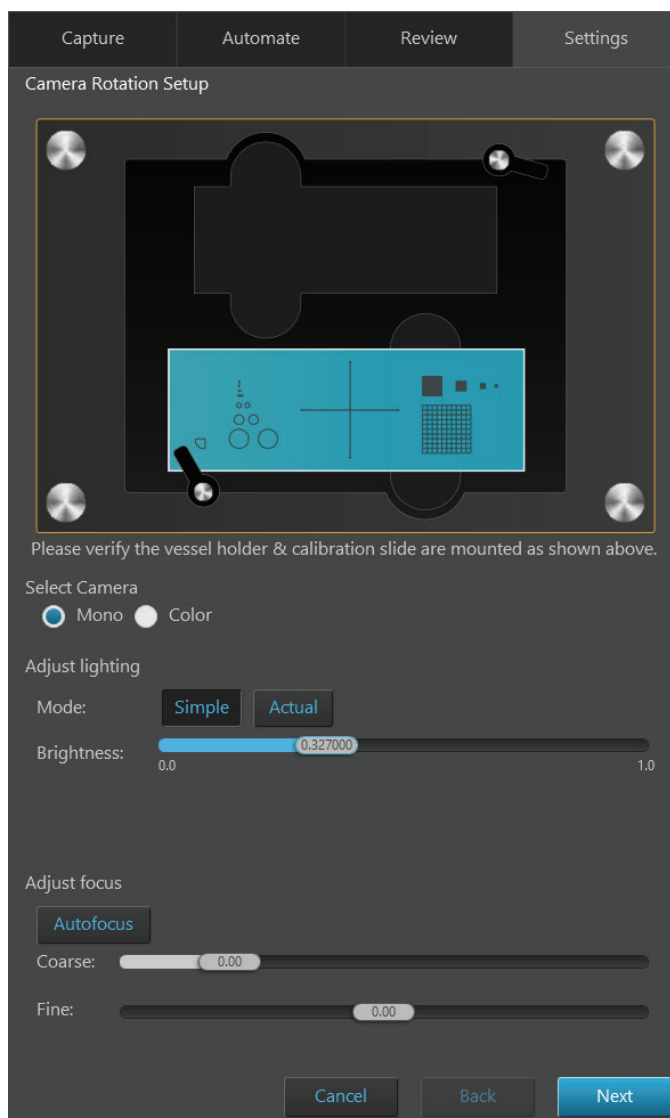 Capture Automate Review Settings
Camera Rotation Setup
Please verify the vessel holder & calibration slide are mounted as shown above.
Select Camera
Mono Color
Adjust lighting
Mode: Simple Actual
Brightness: 0.327000
0.0 1.0
Adjust focus
Autofocus
Coarse: 0.00
Fine: 0.00
Cancel Back Next